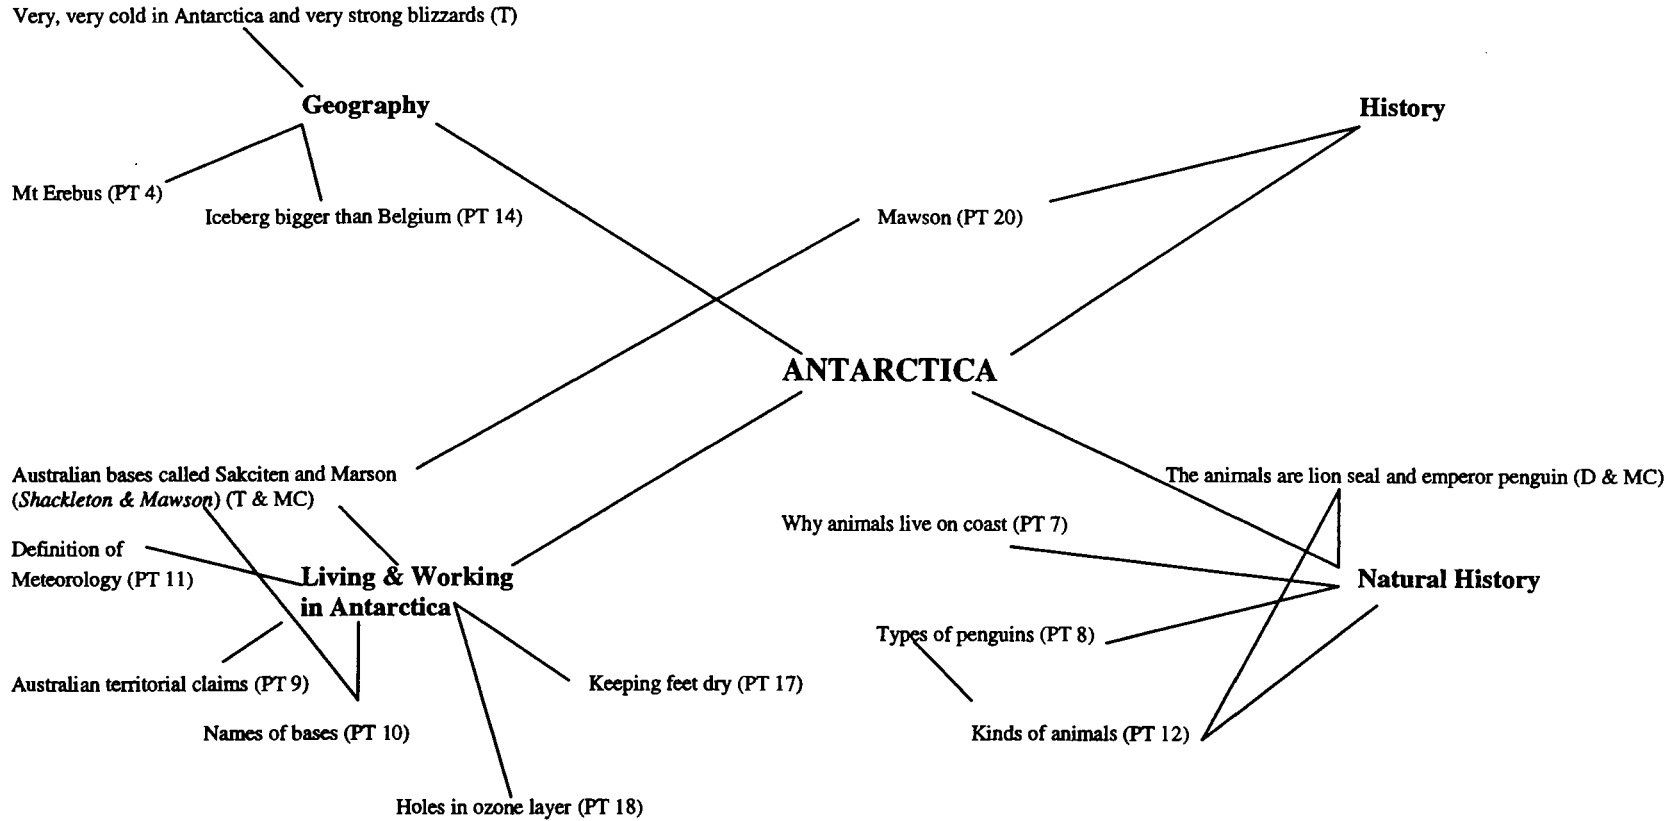 Very, very cold in Antarctica and very strong blizzards (T)
Geography
History
Mt Erebus (PT 4)
Iceberg bigger than Belgium (PT 14)
Mawson (PT 20)
ANTARCTICA
Australian bases called Sakciten and Marson
(Shackleton & Mawson) (T & MC)
The animals are lion seal and emperor penguin (D & MC)
Why animals live on coast (PT 7)
Definition of
Meteorology (PT 11)
Living & Working
in Antarctica
Natural History
Types of penguins (PT 8)
Australian territorial claims (PT 9)
Keeping feet dry (PT 17)
Names of bases (PT 10)
Kinds of animals (PT 12)
Holes in ozone layer (PT 18)